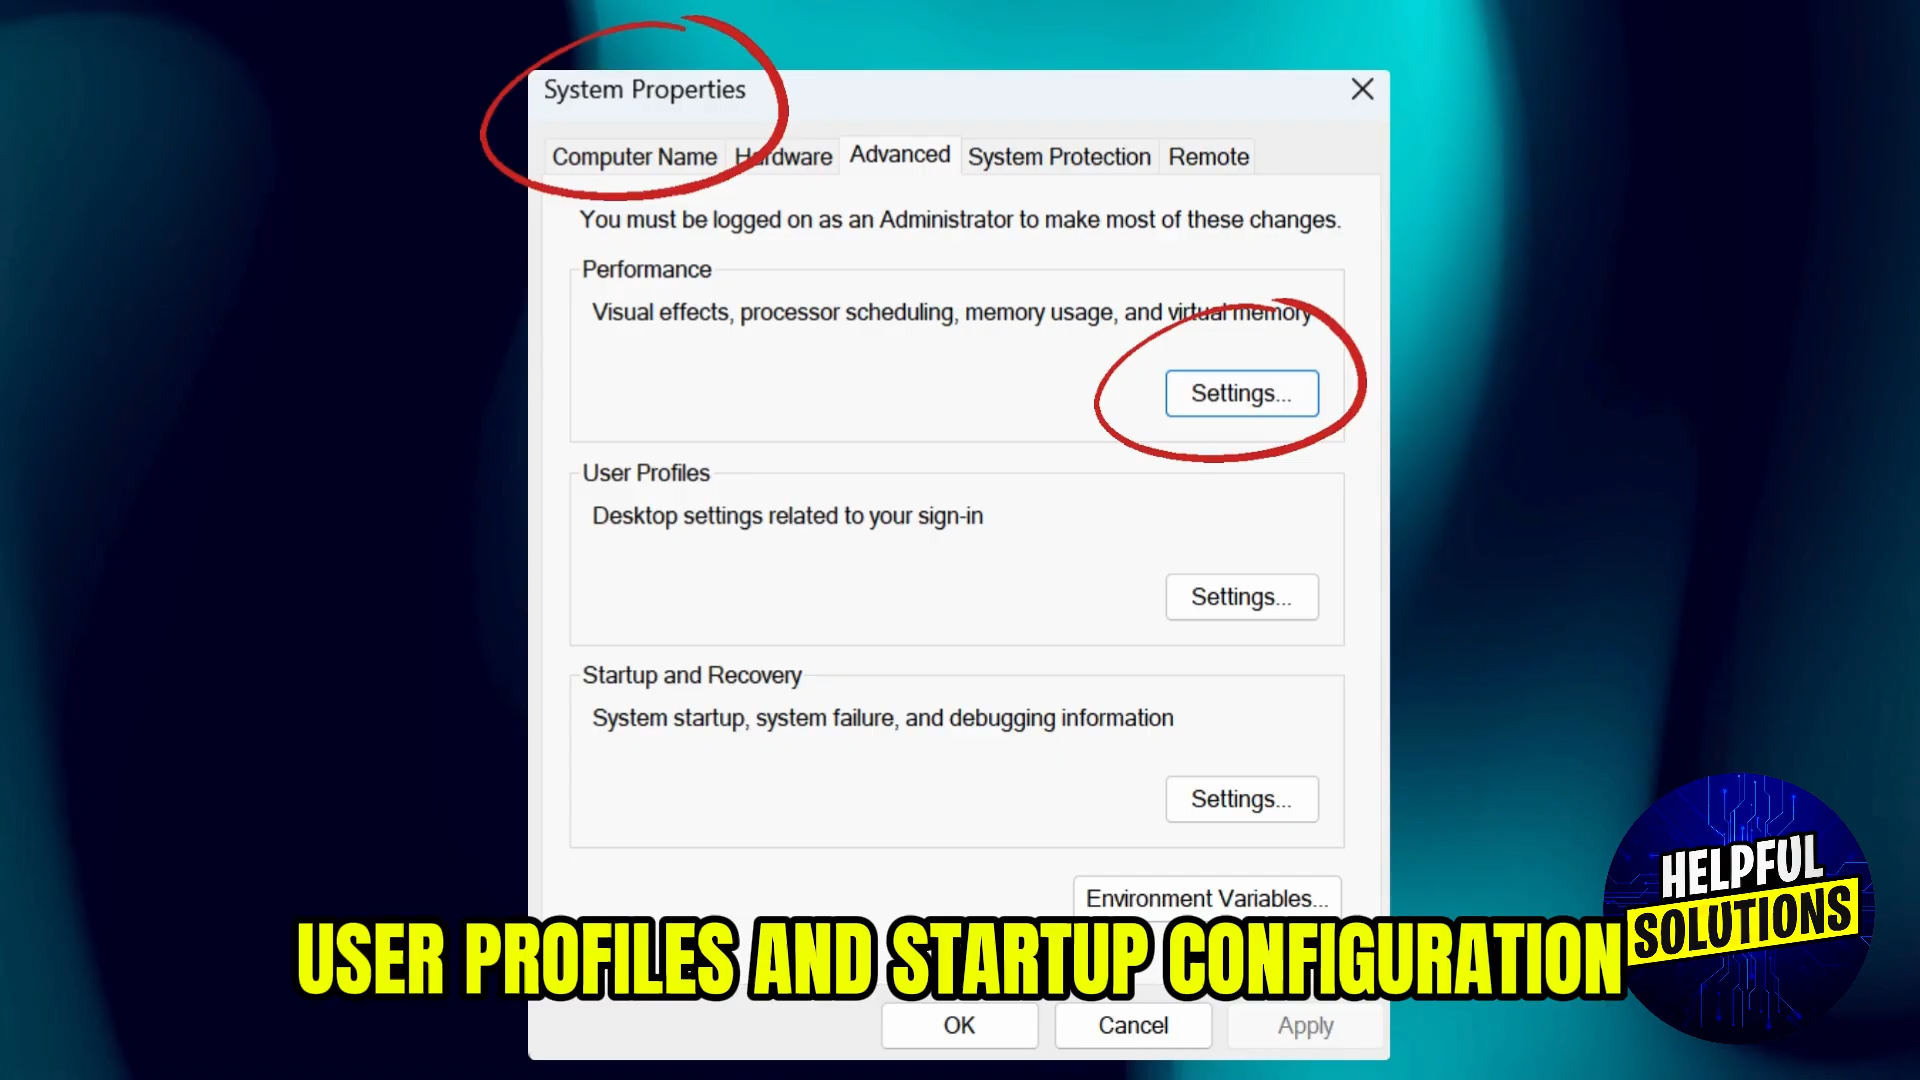 System Properties
Computer Name Hardware Advanced System Protection Remote
You must be logged on as an Administrator to make most of these changes.
Performance
Visual effects, processor scheduling, memory usage, and virtual memory
Settings...
User Profiles
Desktop settings related to your sign-in
Settings...
Startup and Recovery
System startup, system failure, and debugging information
Settings...
Environment Variables...
USER PROFILES AND STARTUP CONFIGURATION
HELPFUL
SOLUTIONS
OK Cancel Apply